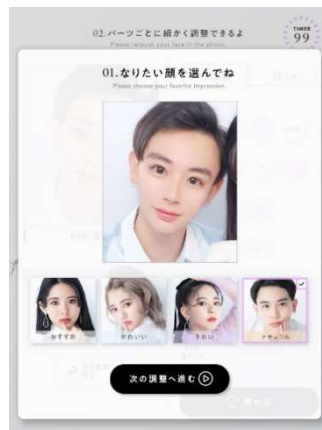 02.パーツごとに細かく調整できるよ
Please retouch your face in the photo.
TIMER
99
01.なりたい顔を選んでね
Please choose your favorite impression.
おすすめ
かわいい
きれい
ナチュラル
次の調整へ進む
終わる